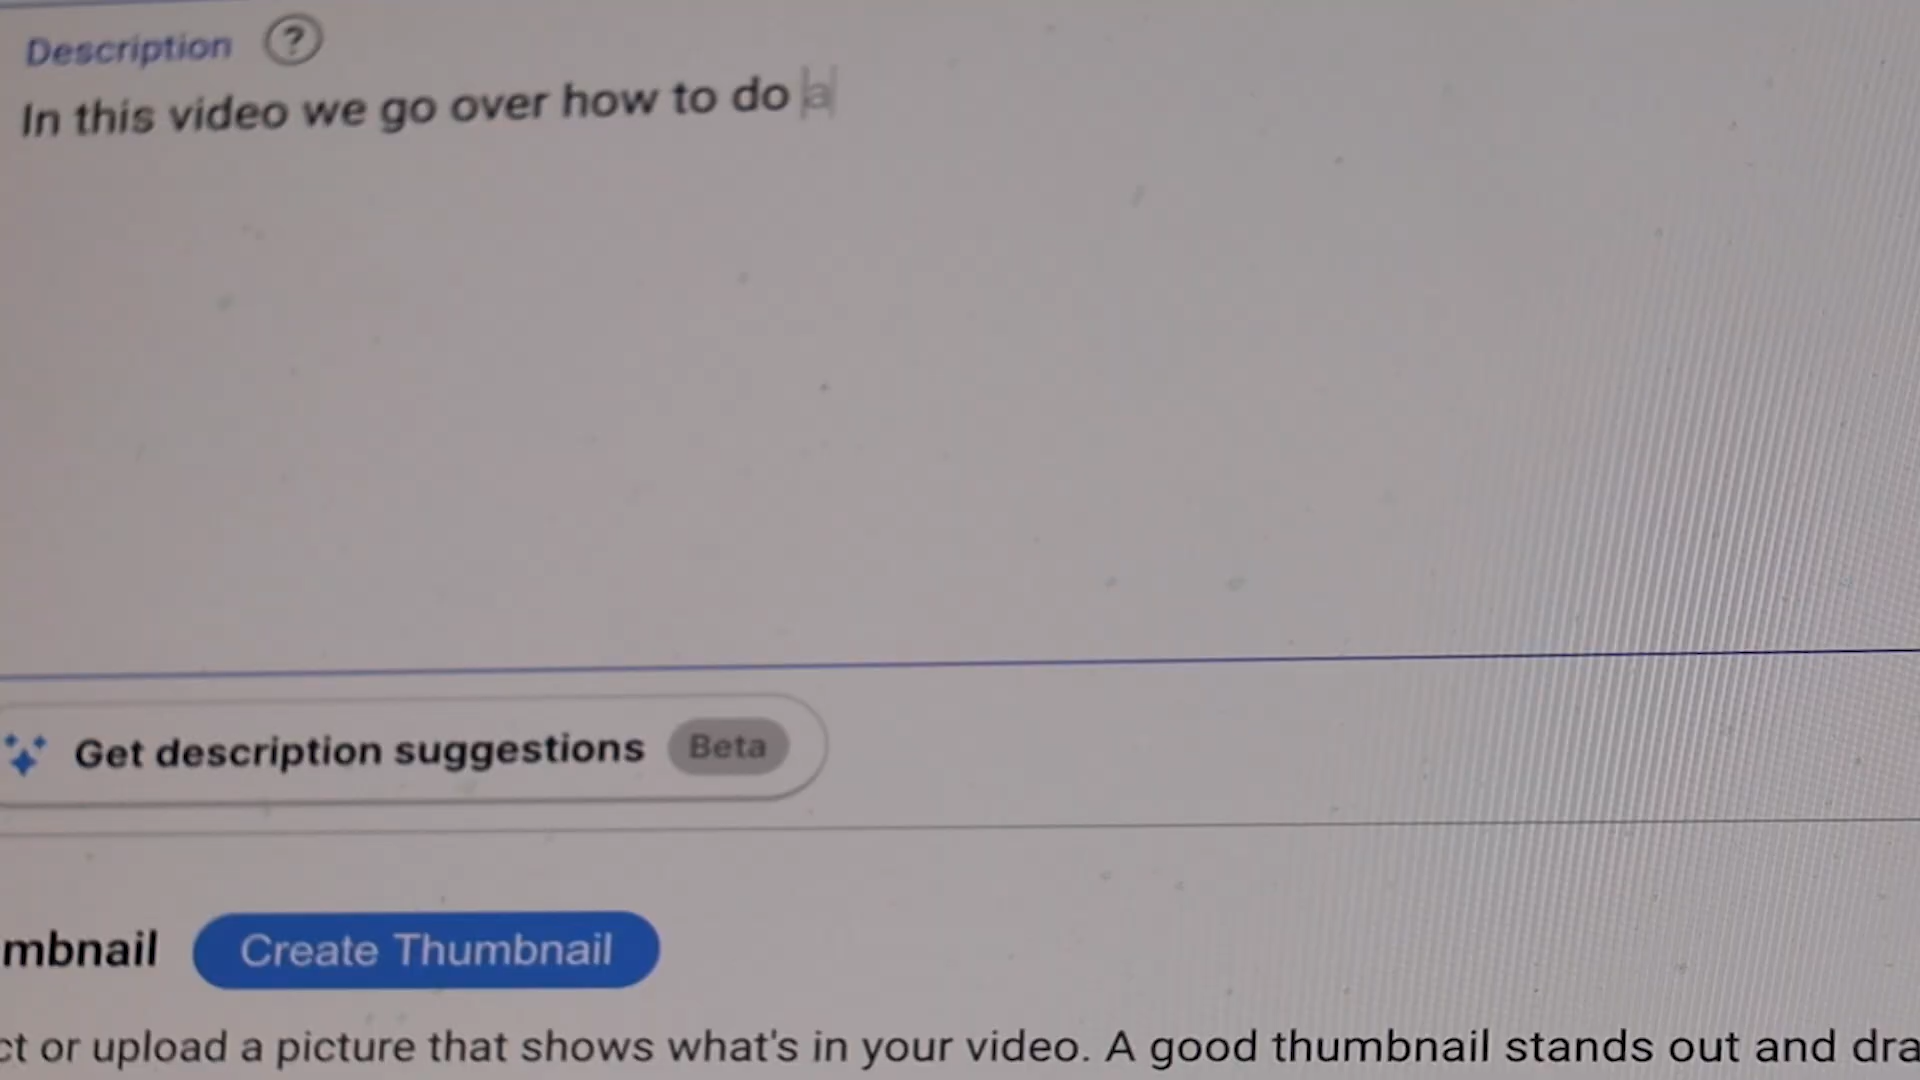 Description ?
In this video we go over how to do a
Get description suggestions Beta
mbnail Create Thumbnail
ct or upload a picture that shows what's in your video. A good thumbnail stands out and dra